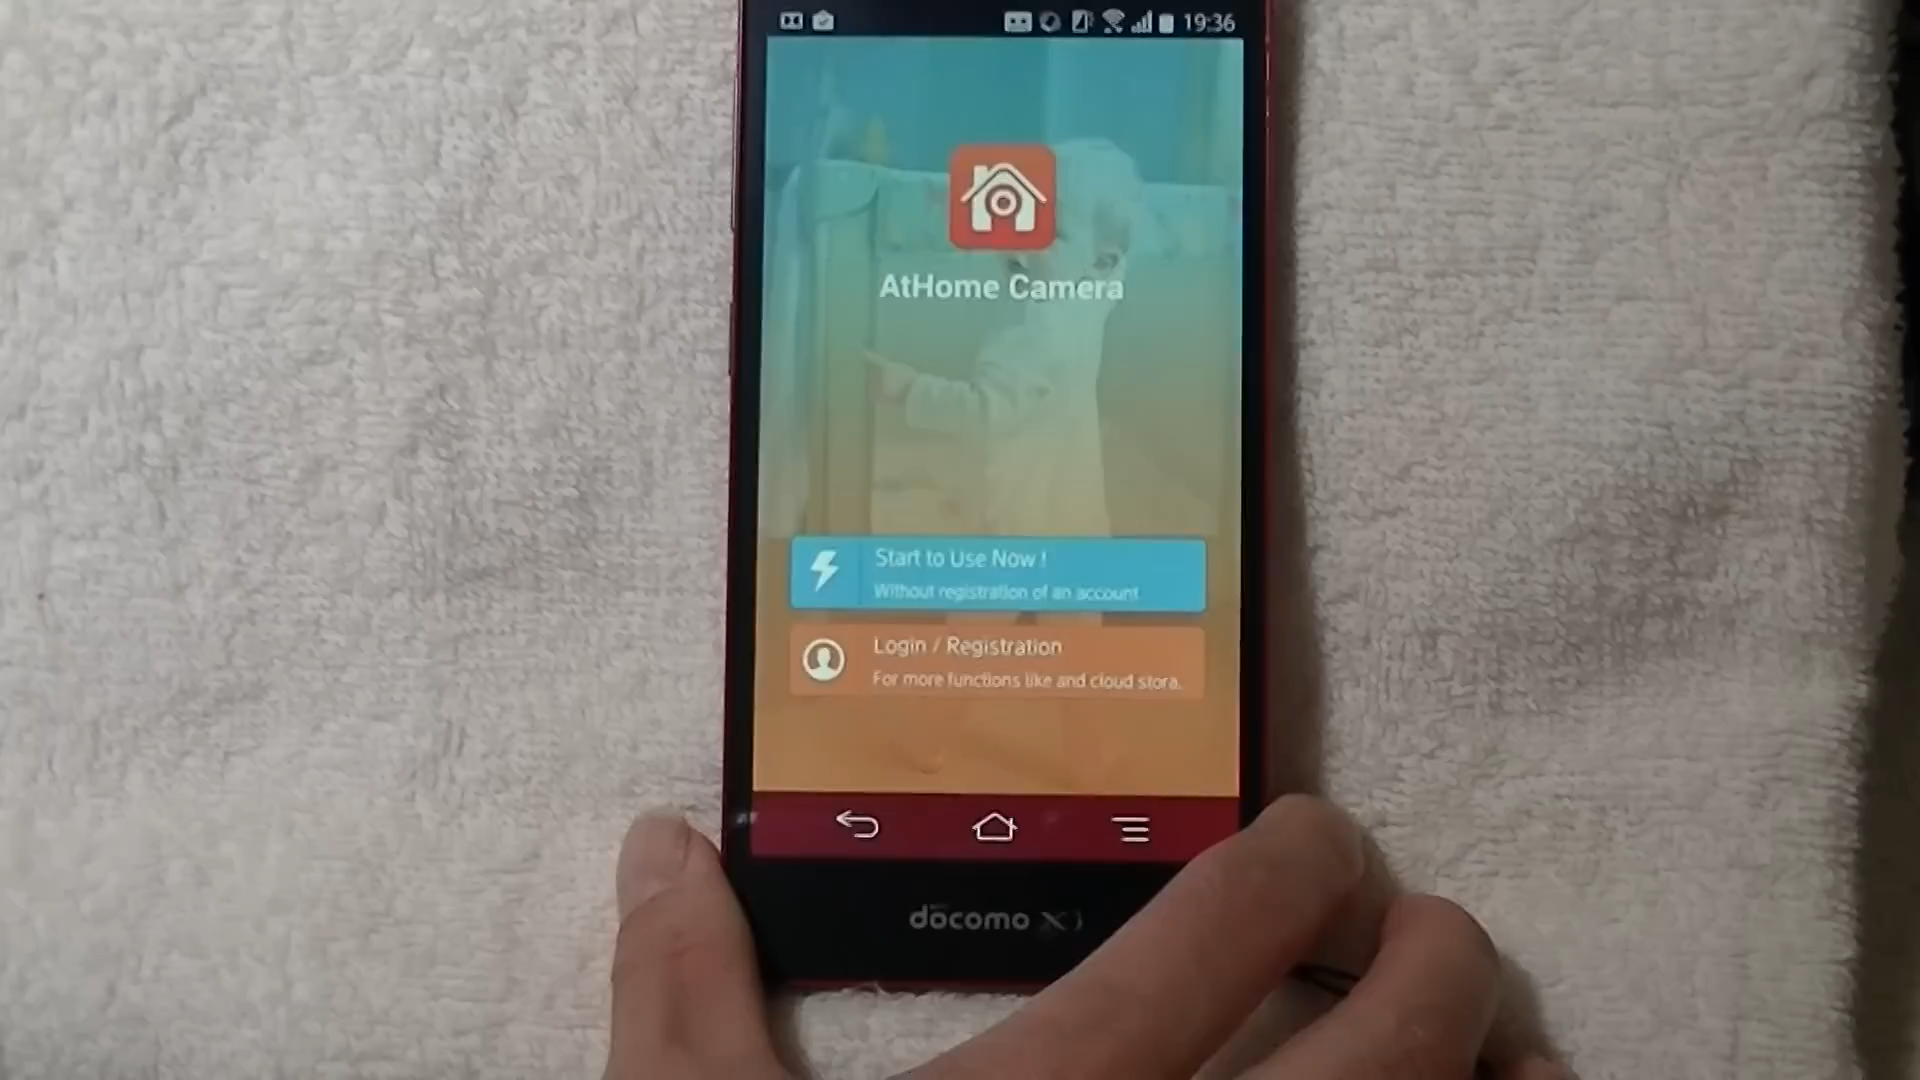 19:36
AtHome Camera
Start to Use Now !
Without registration of an account
Login / Registration
For more functions like and cloud stora.
docomo Xi